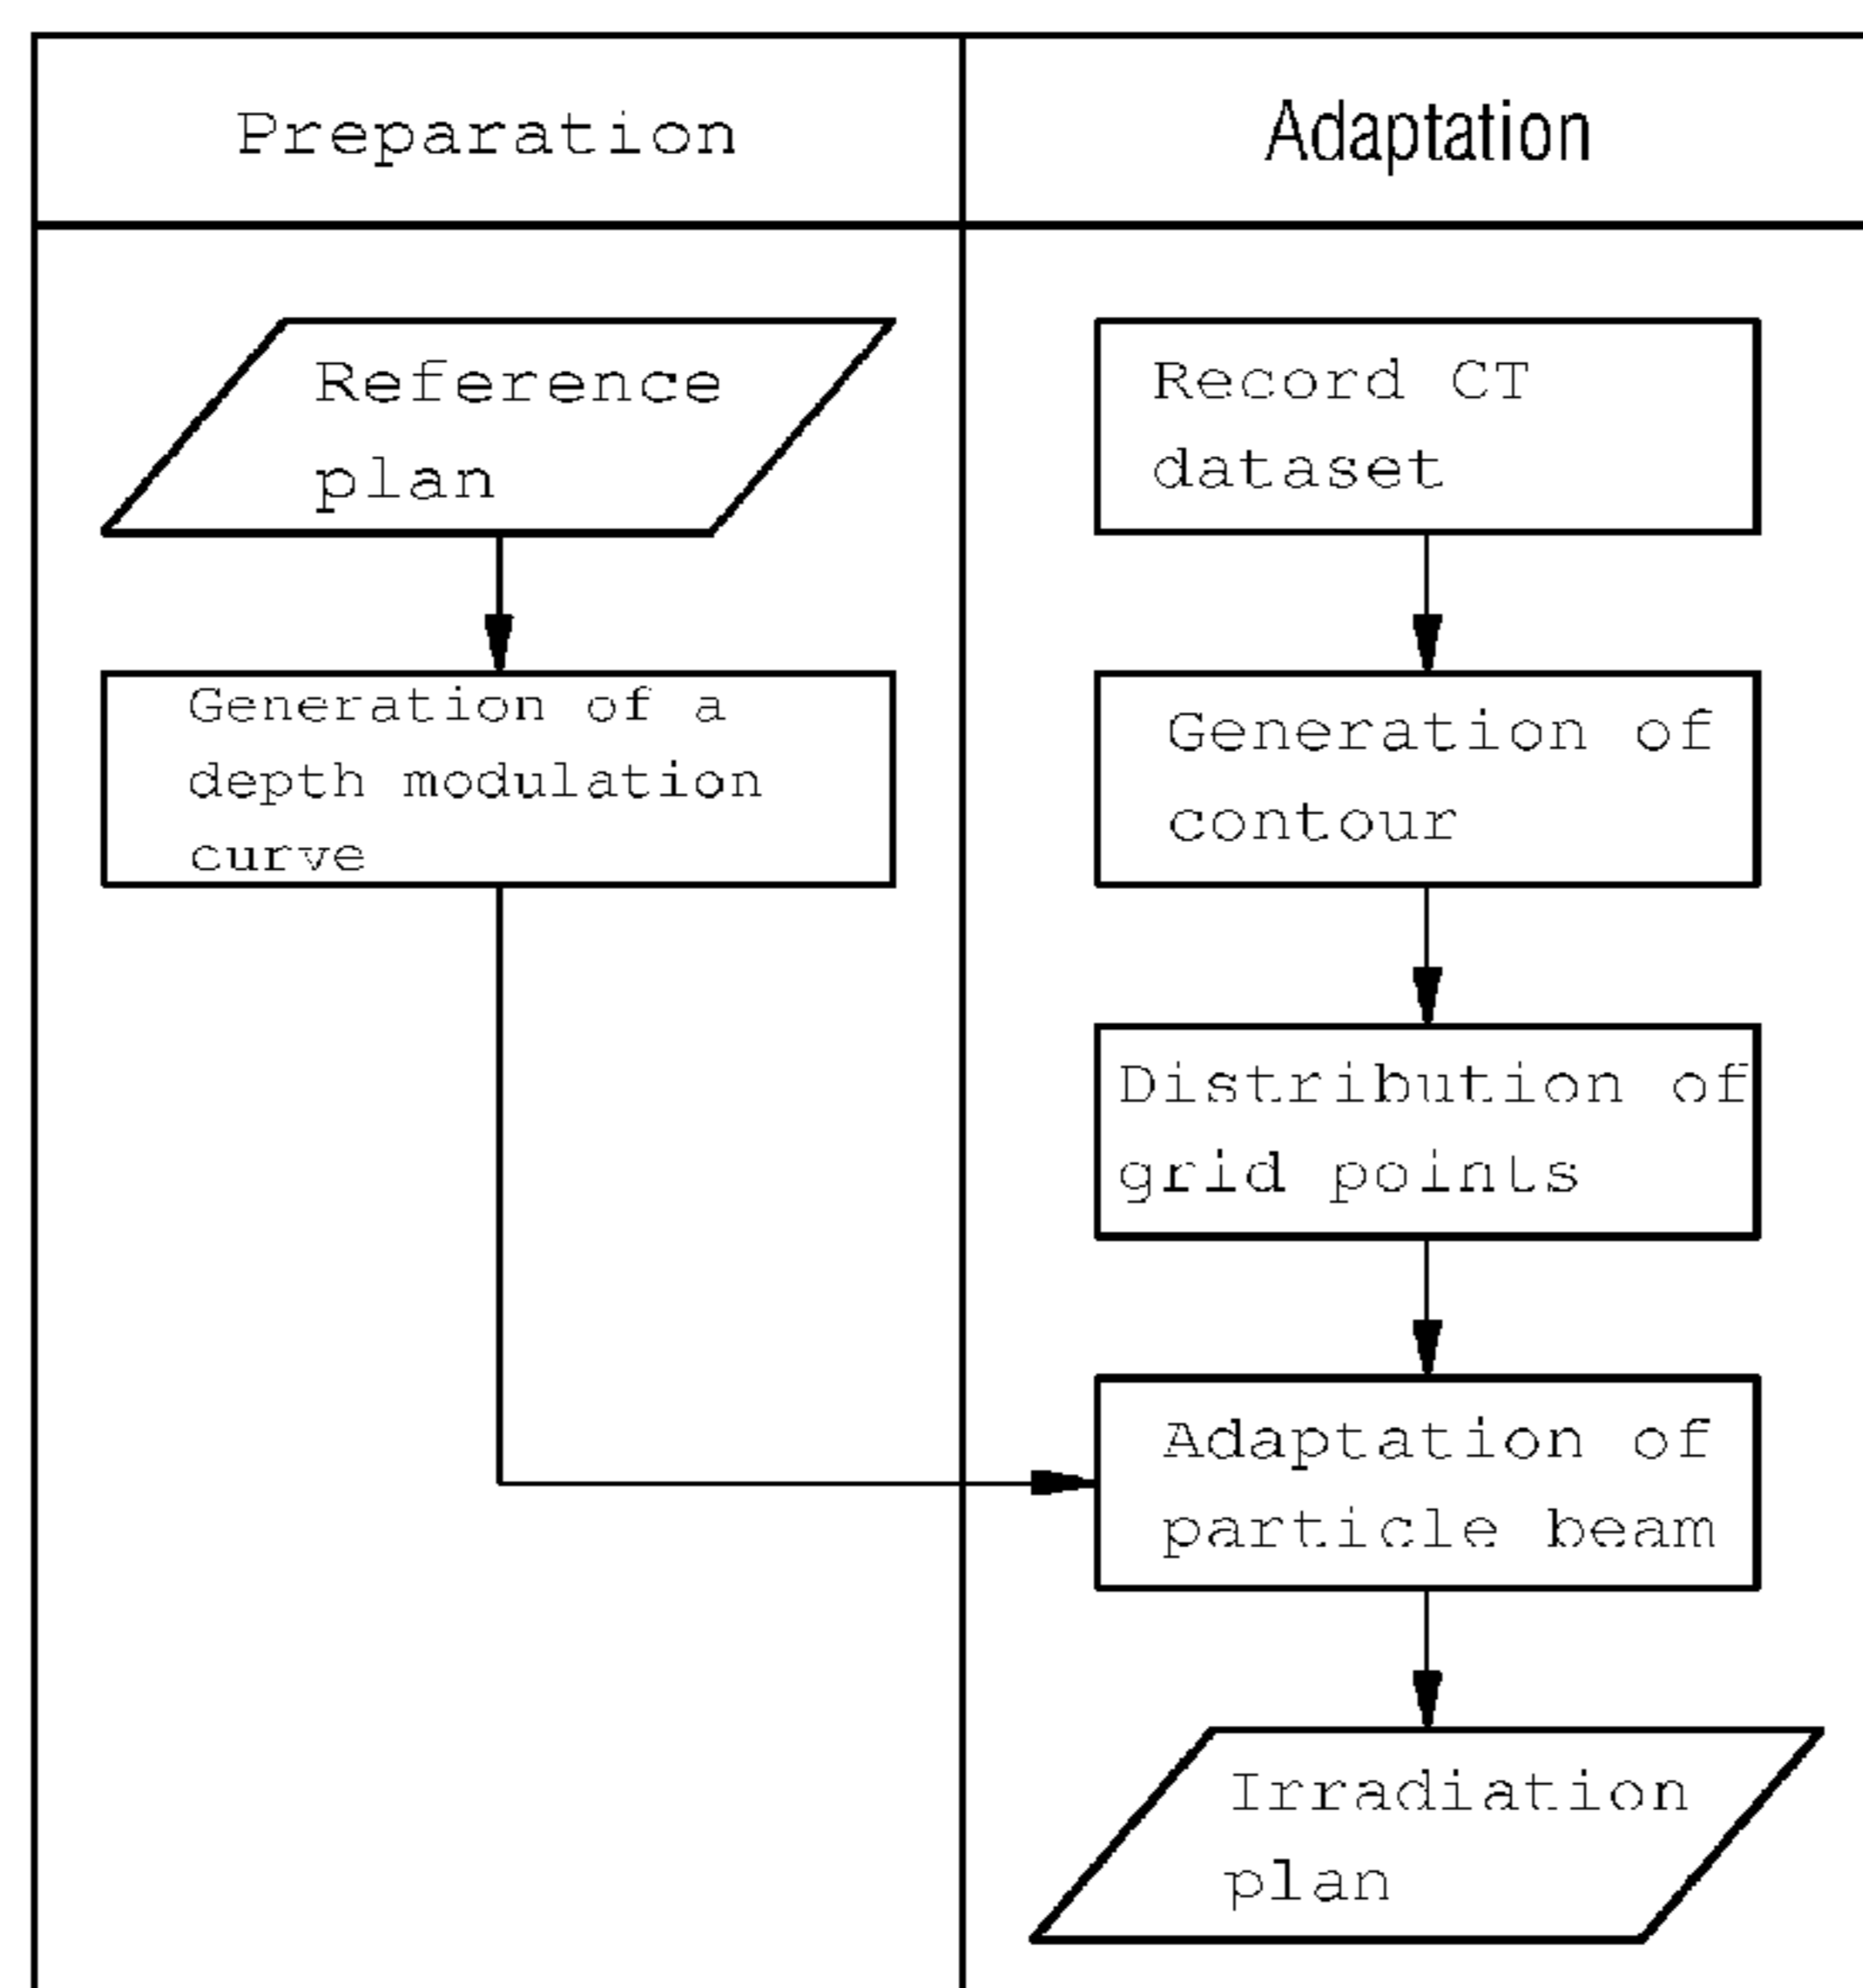 Preparation
Adaptation
Reference
plan
Generation of a
depth modulation
curve
Record CT
dataset
Generation of
contour
Distribution of
grid points
Adaptation of
particle beam
Irradiation
plan